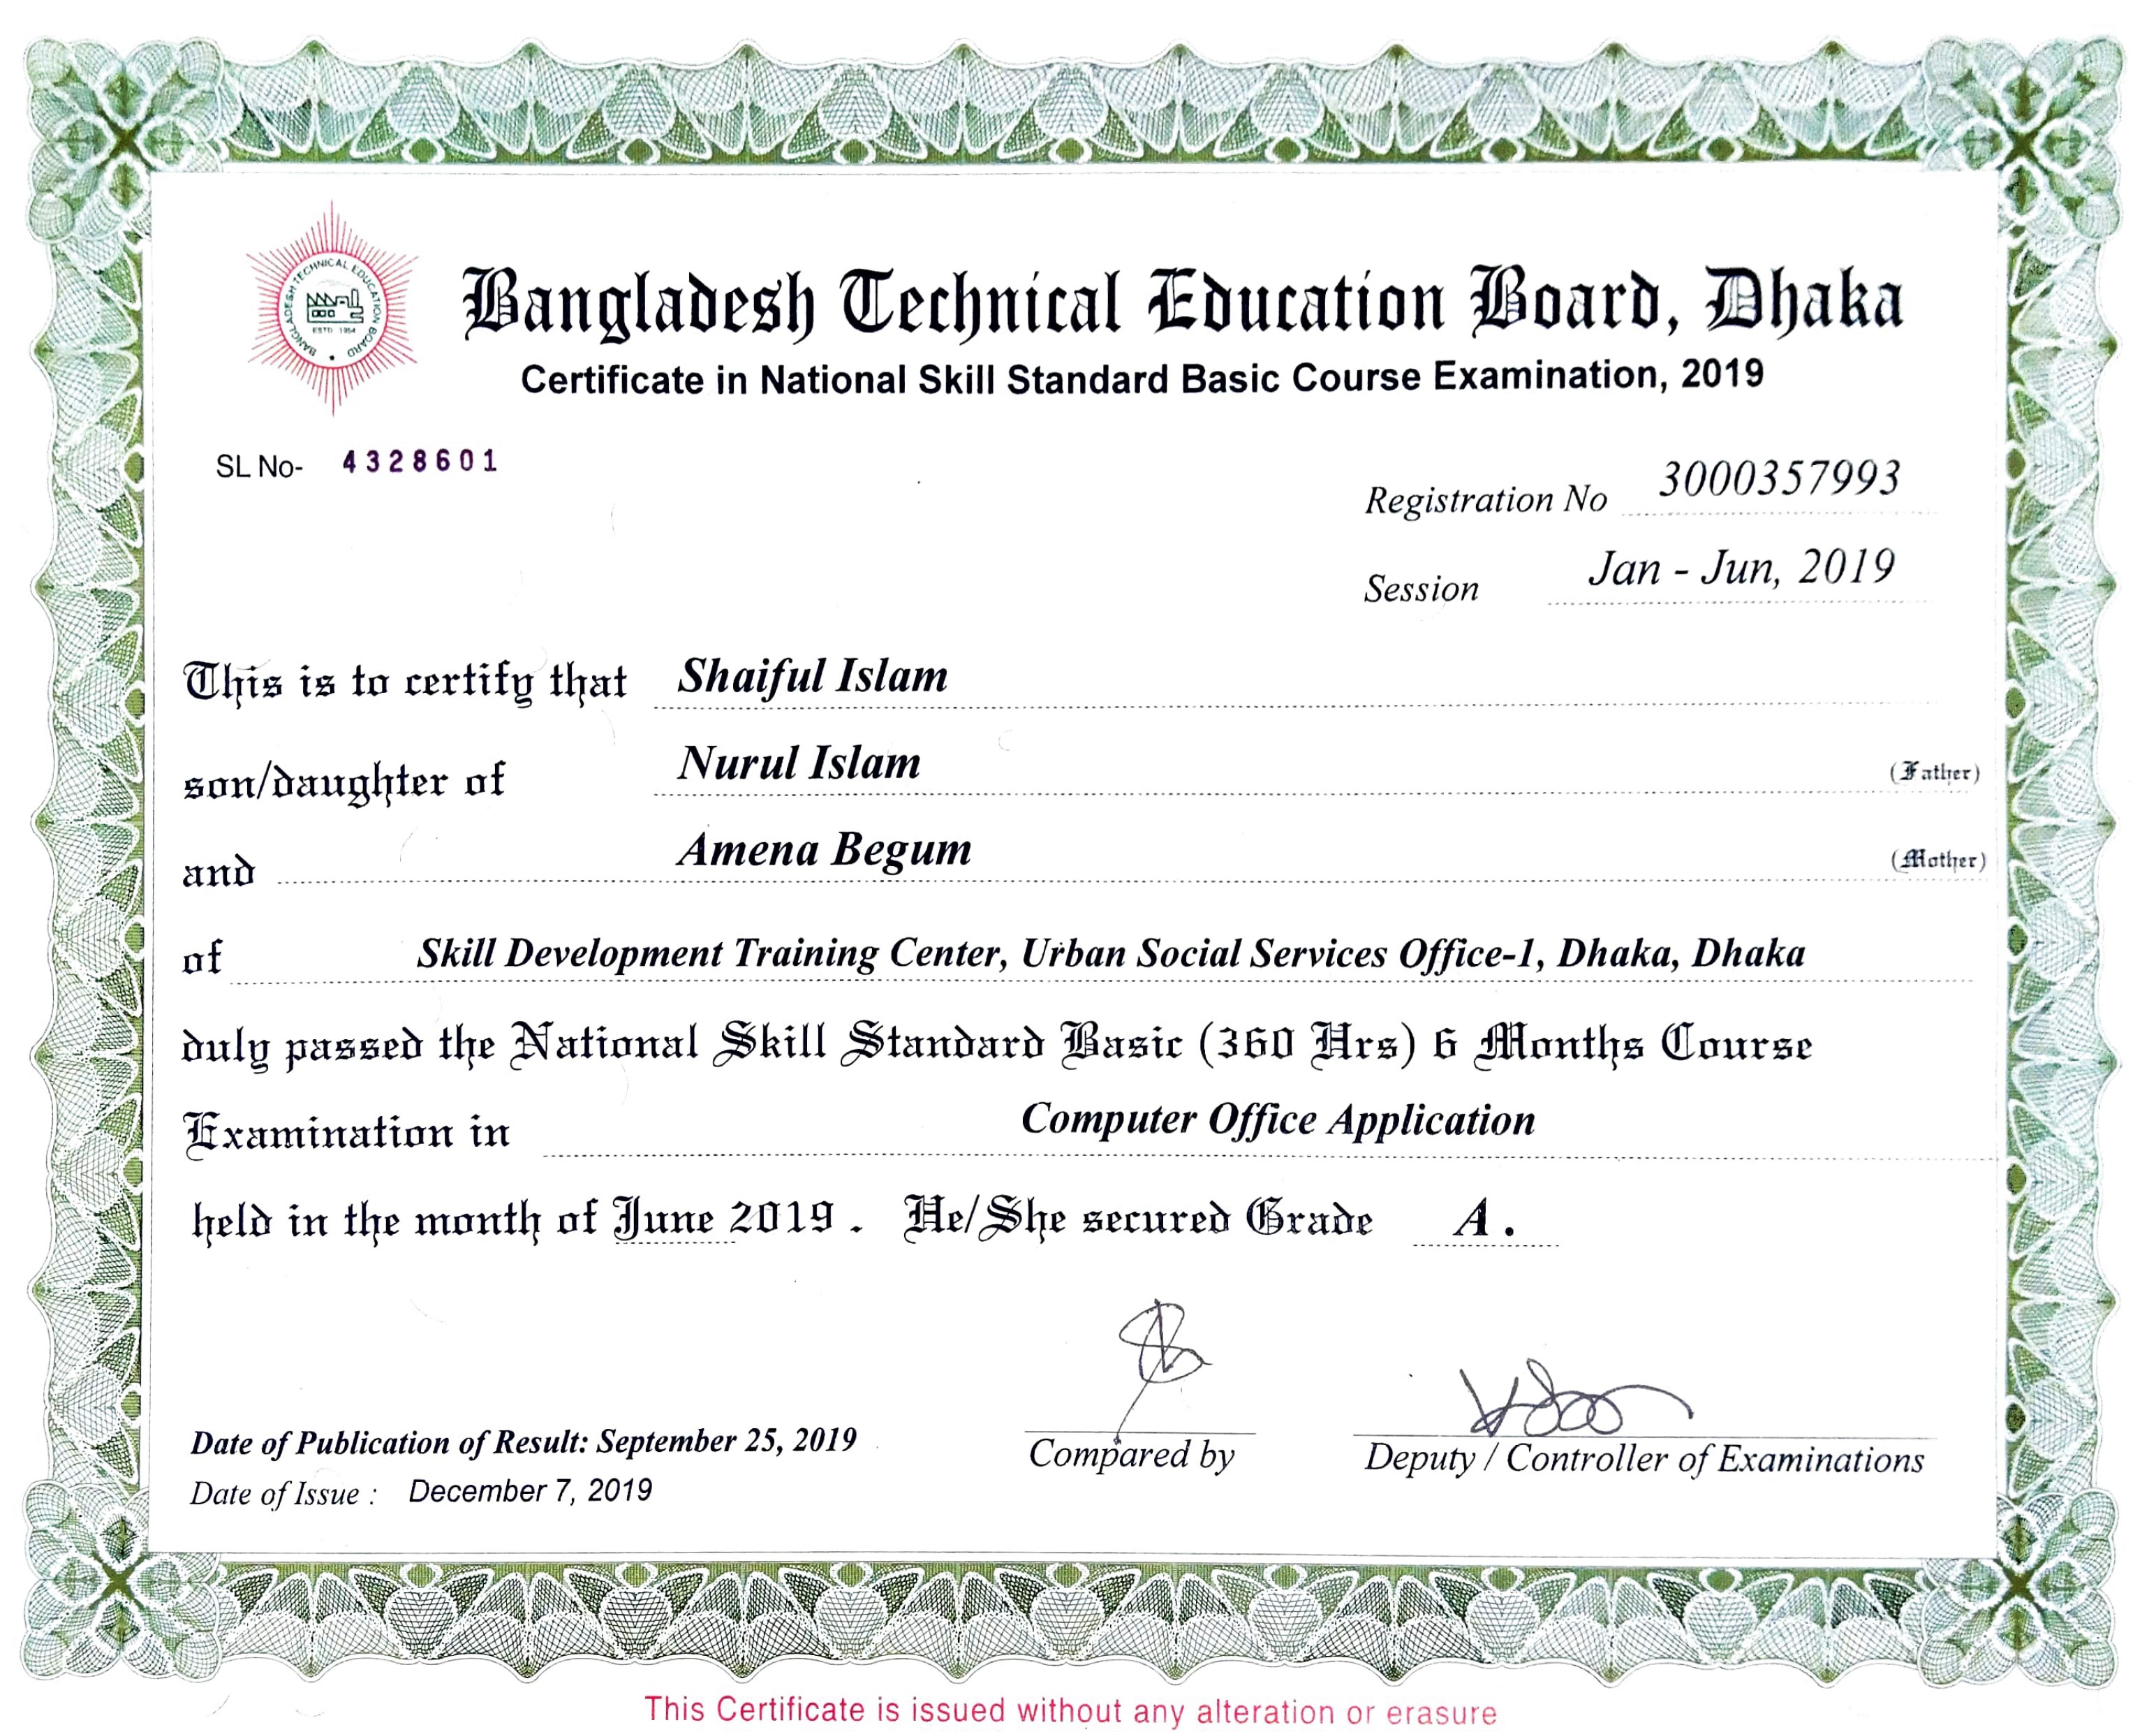 BANGLADESH TECHNICAL EDUCATION BOARD
ESTD 1954
Bangladesh Technical Education Board, Dhaka
Certificate in National Skill Standard Basic Course Examination, 2019
SL No- 4328601
Registration No 3000357993
Session Jan - Jun, 2019
This is to certify that Shaiful Islam
son/daughter of Nurul Islam (Father)
and Amena Begum (Mother)
of Skill Development Training Center, Urban Social Services Office-1, Dhaka, Dhaka
duly passed the National Skill Standard Basic (360 Hrs) 6 Months Course
Examination in Computer Office Application
held in the month of June 2019 . He/She secured Grade A .
Date of Publication of Result: September 25, 2019
Compared by
Deputy / Controller of Examinations
Date of Issue : December 7, 2019
This Certificate is issued without any alteration or erasure